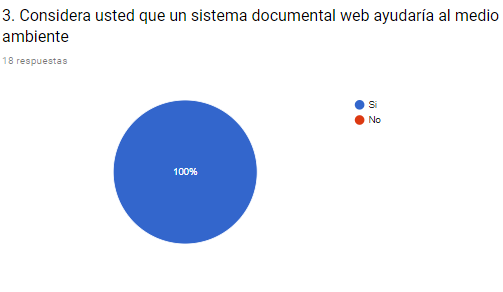 3. Considera usted que un sistema documental web ayudaría al medio
ambiente
18 respuestas
Si
No
100%